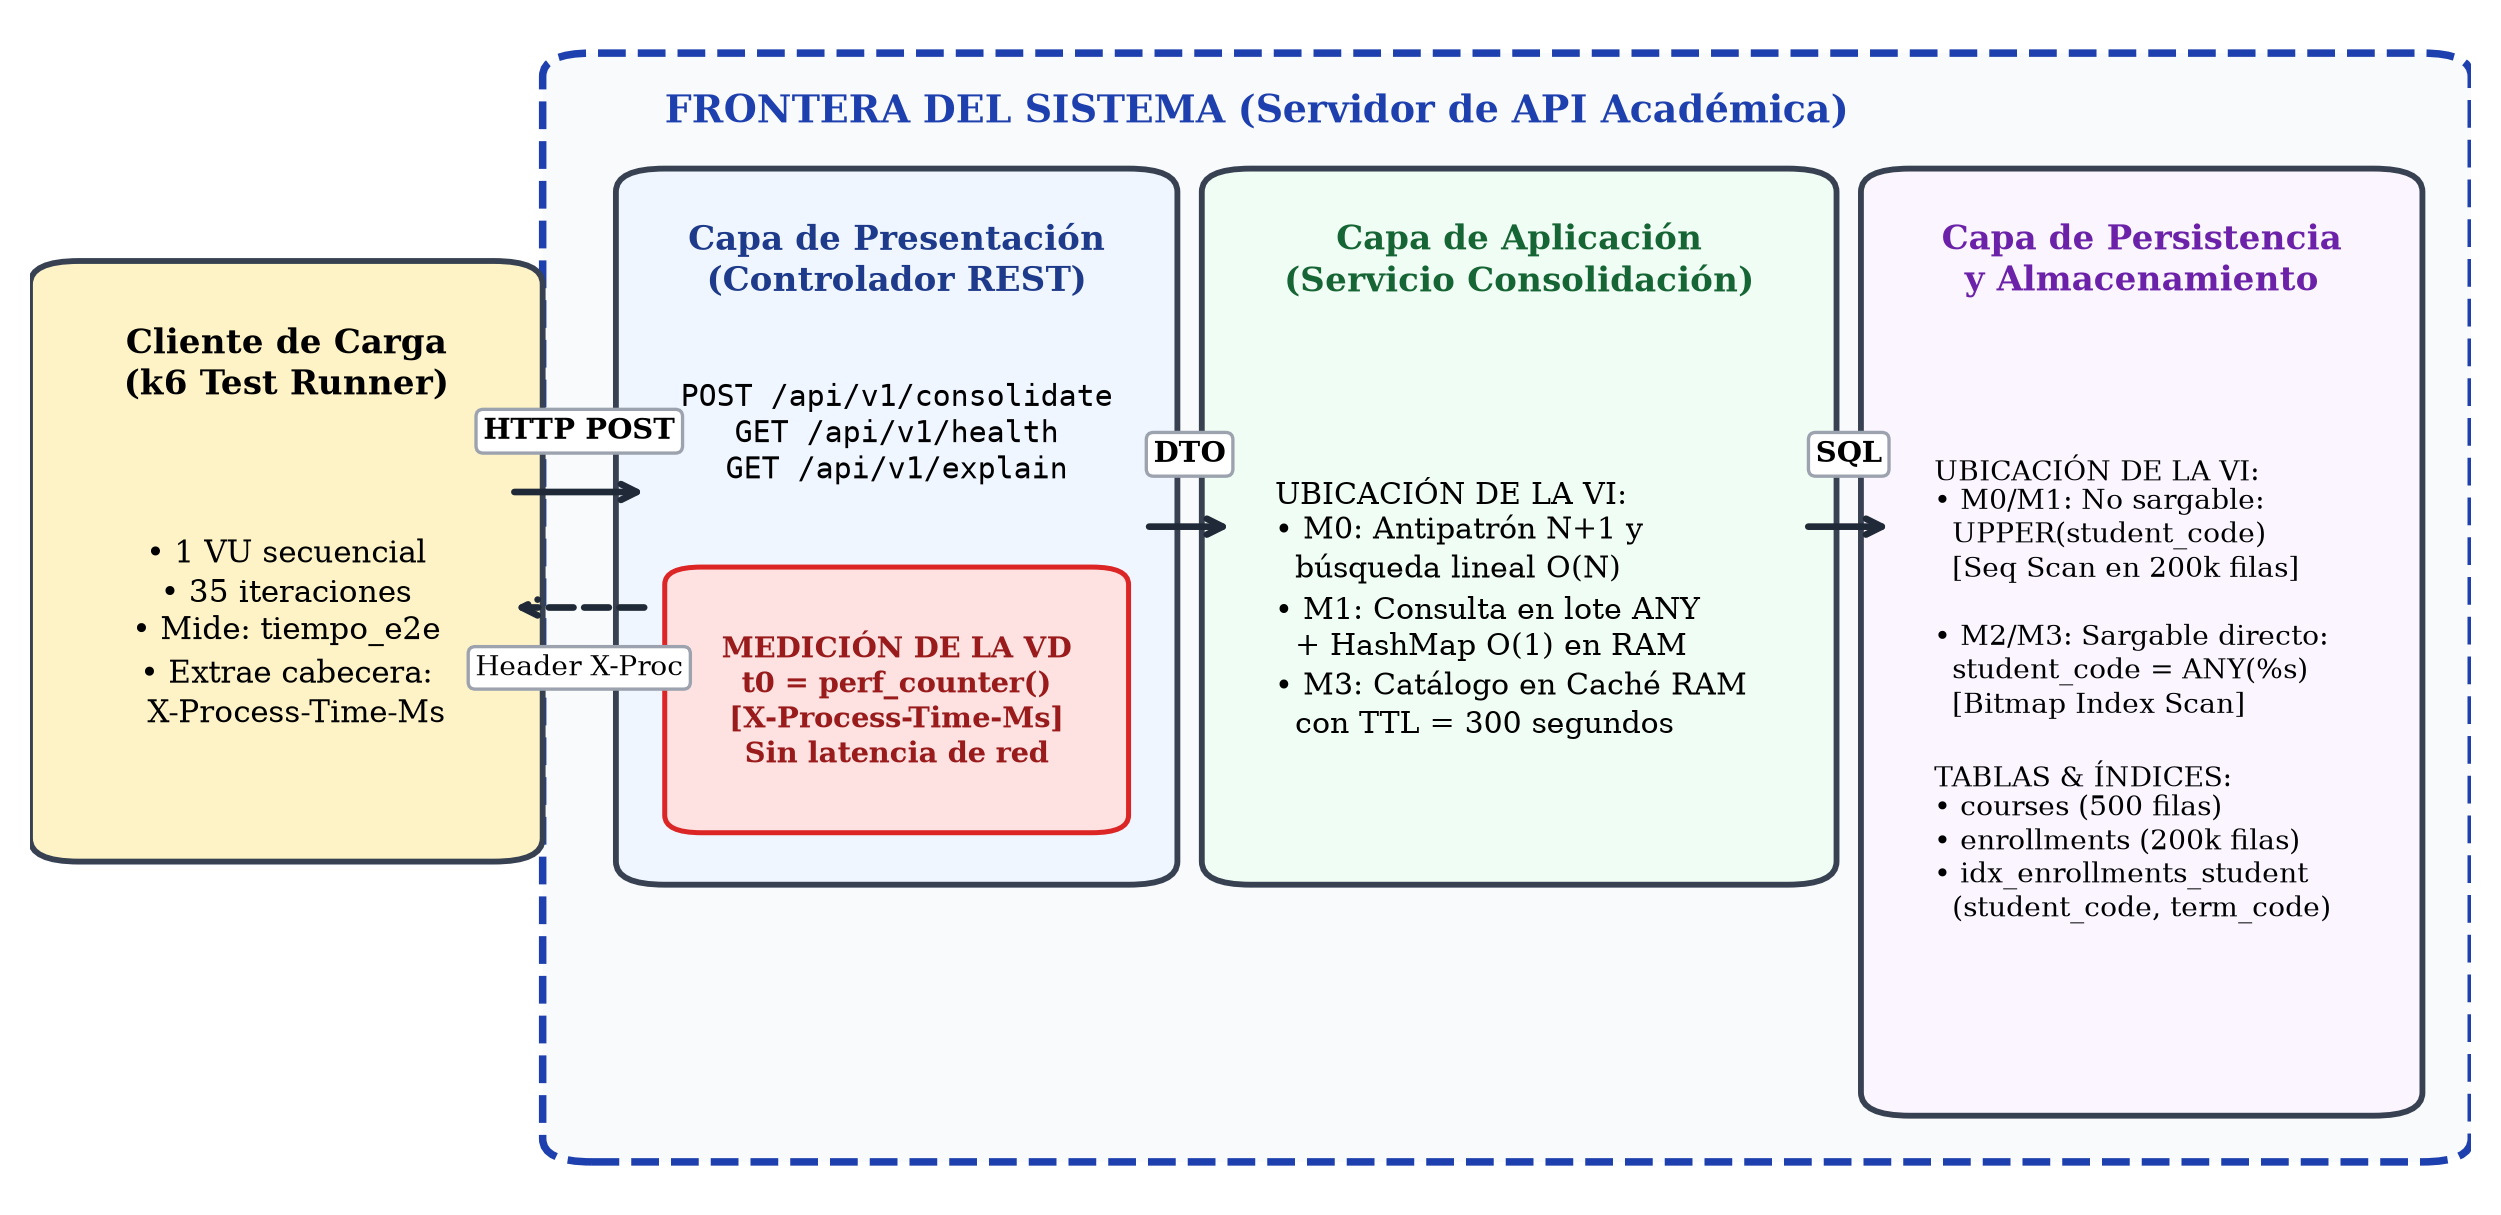 FRONTERA DEL SISTEMA (Servidor de API Académica)
Cliente de Carga
(k6 Test Runner)
• 1 VU secuencial
• 35 iteraciones
• Mide: tiempo_e2e
• Extrae cabecera:
X-Process-Time-Ms
HTTP POST
Header X-Proc
Capa de Presentación
(Controlador REST)
POST /api/v1/consolidate
GET /api/v1/health
GET /api/v1/explain
MEDICIÓN DE LA VD
t0 = perf_counter()
[X-Process-Time-Ms]
Sin latencia de red
DTO
Capa de Aplicación
(Servicio Consolidación)
UBICACIÓN DE LA VI:
• M0: Antipatrón N+1 y
búsqueda lineal O(N)
• M1: Consulta en lote ANY
+ HashMap O(1) en RAM
• M3: Catálogo en Caché RAM
con TTL = 300 segundos
SQL
Capa de Persistencia
y Almacenamiento
UBICACIÓN DE LA VI:
• M0/M1: No sargable:
UPPER(student_code)
[Seq Scan en 200k filas]
• M2/M3: Sargable directo:
student_code = ANY(%s)
[Bitmap Index Scan]
TABLAS & ÍNDICES:
• courses (500 filas)
• enrollments (200k filas)
• idx_enrollments_student
(student_code, term_code)